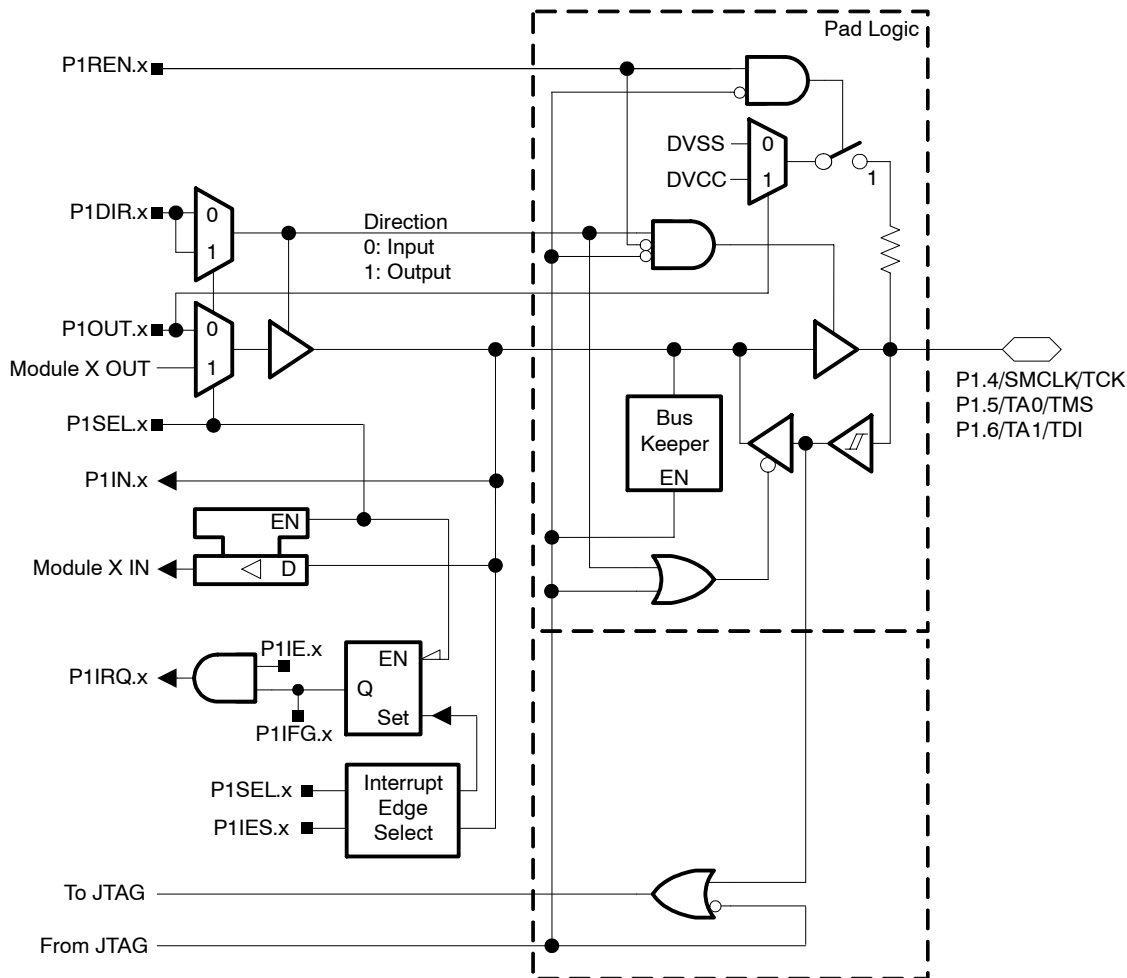 Pad Logic
P1REN.x
DVSS
0
DVCC
1
1
P1DIR.x
0
1
Direction
0: Input
1: Output
P1OUT.x
0
Module X OUT
1
P1.4/SMCLK/TCK
P1.5/TA0/TMS
P1.6/TA1/TDI
P1SEL.x
Bus
Keeper
EN
P1IN.x
EN
Module X IN
D
P1IE.x
P1IRQ.x
EN
Q
Set
P1IFG.x
P1SEL.x
P1IES.x
Interrupt
Edge
Select
To JTAG
From JTAG